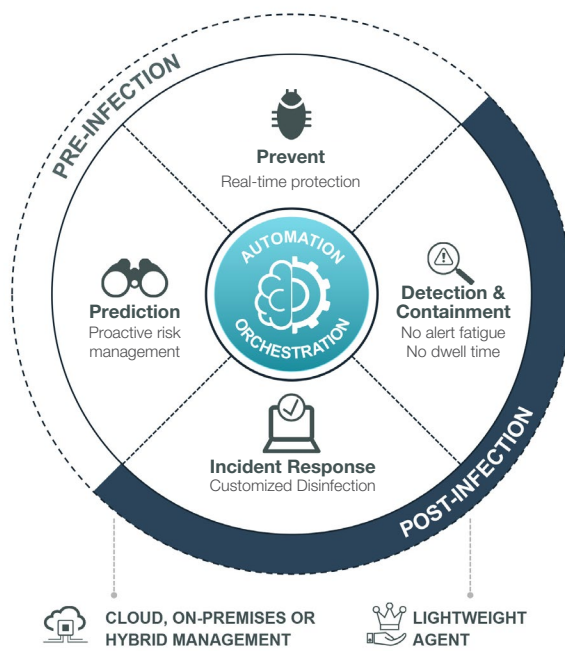 PRE-INFECTION
Prevent
Real-time protection
AUTOMATION
ORCHESTRATION
Prediction
Proactive risk
management
Detection &
Containment
No alert fatigue
No dwell time
Incident Response
Customized Disinfection
POST-INFECTION
CLOUD, ON-PREMISES OR
HYBRID MANAGEMENT
LIGHTWEIGHT
AGENT